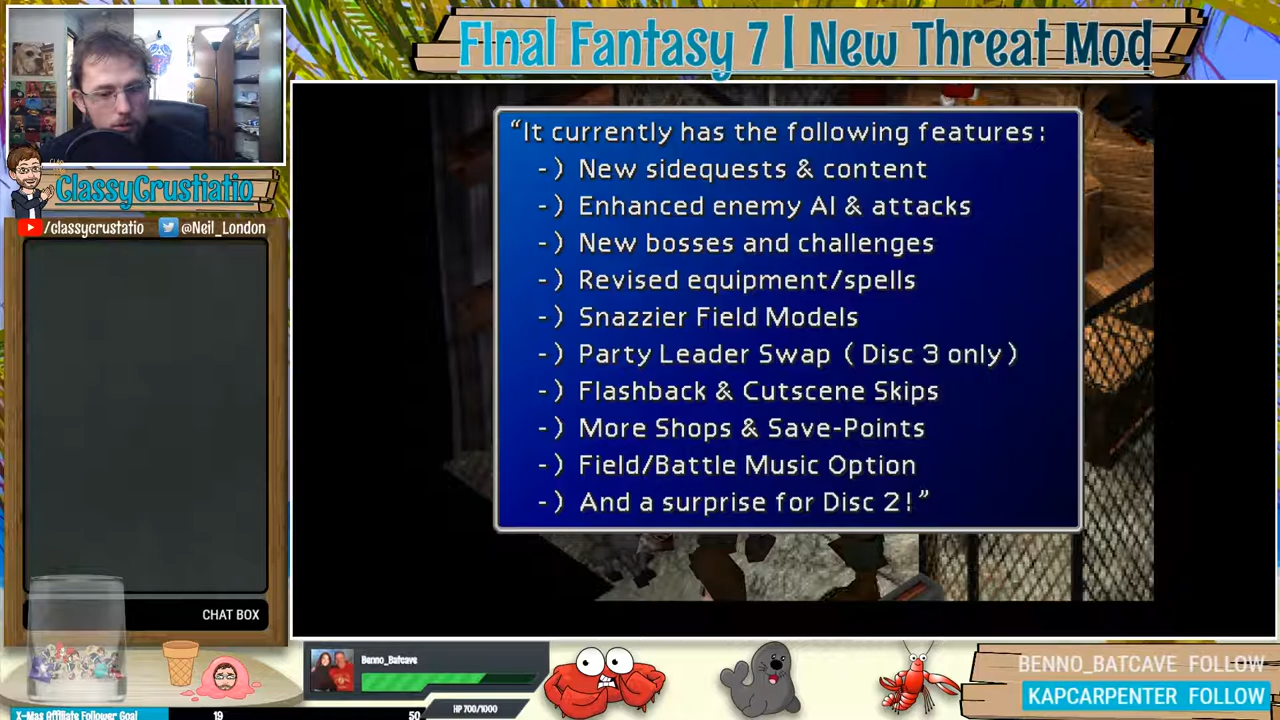 FInal Fantasy 7 | New Threat Mod
ClassyCrustiatio
/classycrustatio
@Neil_London
"It currently has the following features:
-) New sidequests & content
-) Enhanced enemy AI & attacks
-) New bosses and challenges
-) Revised equipment/spells
-) Snazzier Field Models
-) Party Leader Swap (Disc 3 only)
-) Flashback & Cutscene Skips
-) More Shops & Save-Points
-) Field/Battle Music Option
-) And a surprise for Disc 2!"
CHAT BOX
Benno_Batcave
HP 700/1000
BENNO_BATCAVE FOLLOW
KAPCARPENTER FOLLOW
X-Mas Affiliate Follower Goal
19
50